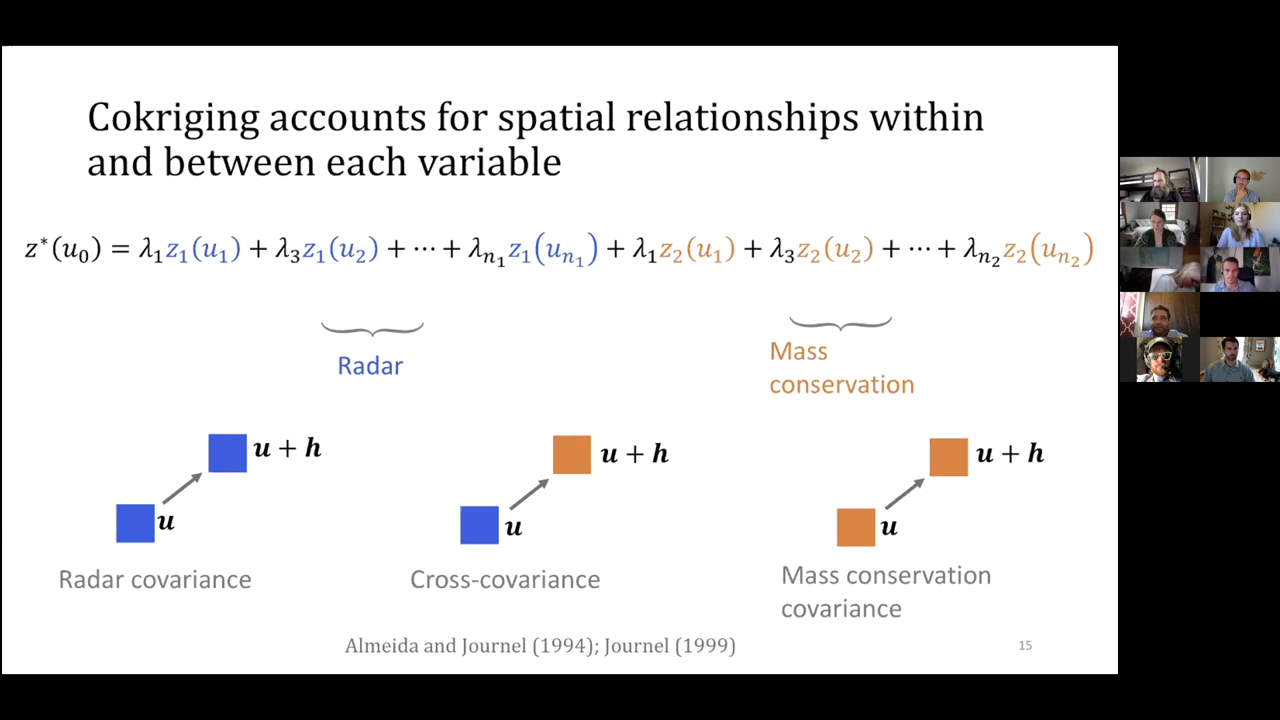 Cokriging accounts for spatial relationships within
and between each variable
z*(u₀) = λ₁z₁(u₁) + λ₃z₁(u₂) + ⋯ + λₙ₁z₁(uₙ₁) + λ₁z₂(u₁) + λ₃z₂(u₂) + ⋯ + λₙ₂z₂(uₙ₂)
Radar
Mass
conservation
u + h
u
Radar covariance
u + h
u
Cross-covariance
u + h
u
Mass conservation
covariance
Almeida and Journel (1994); Journel (1999)
15